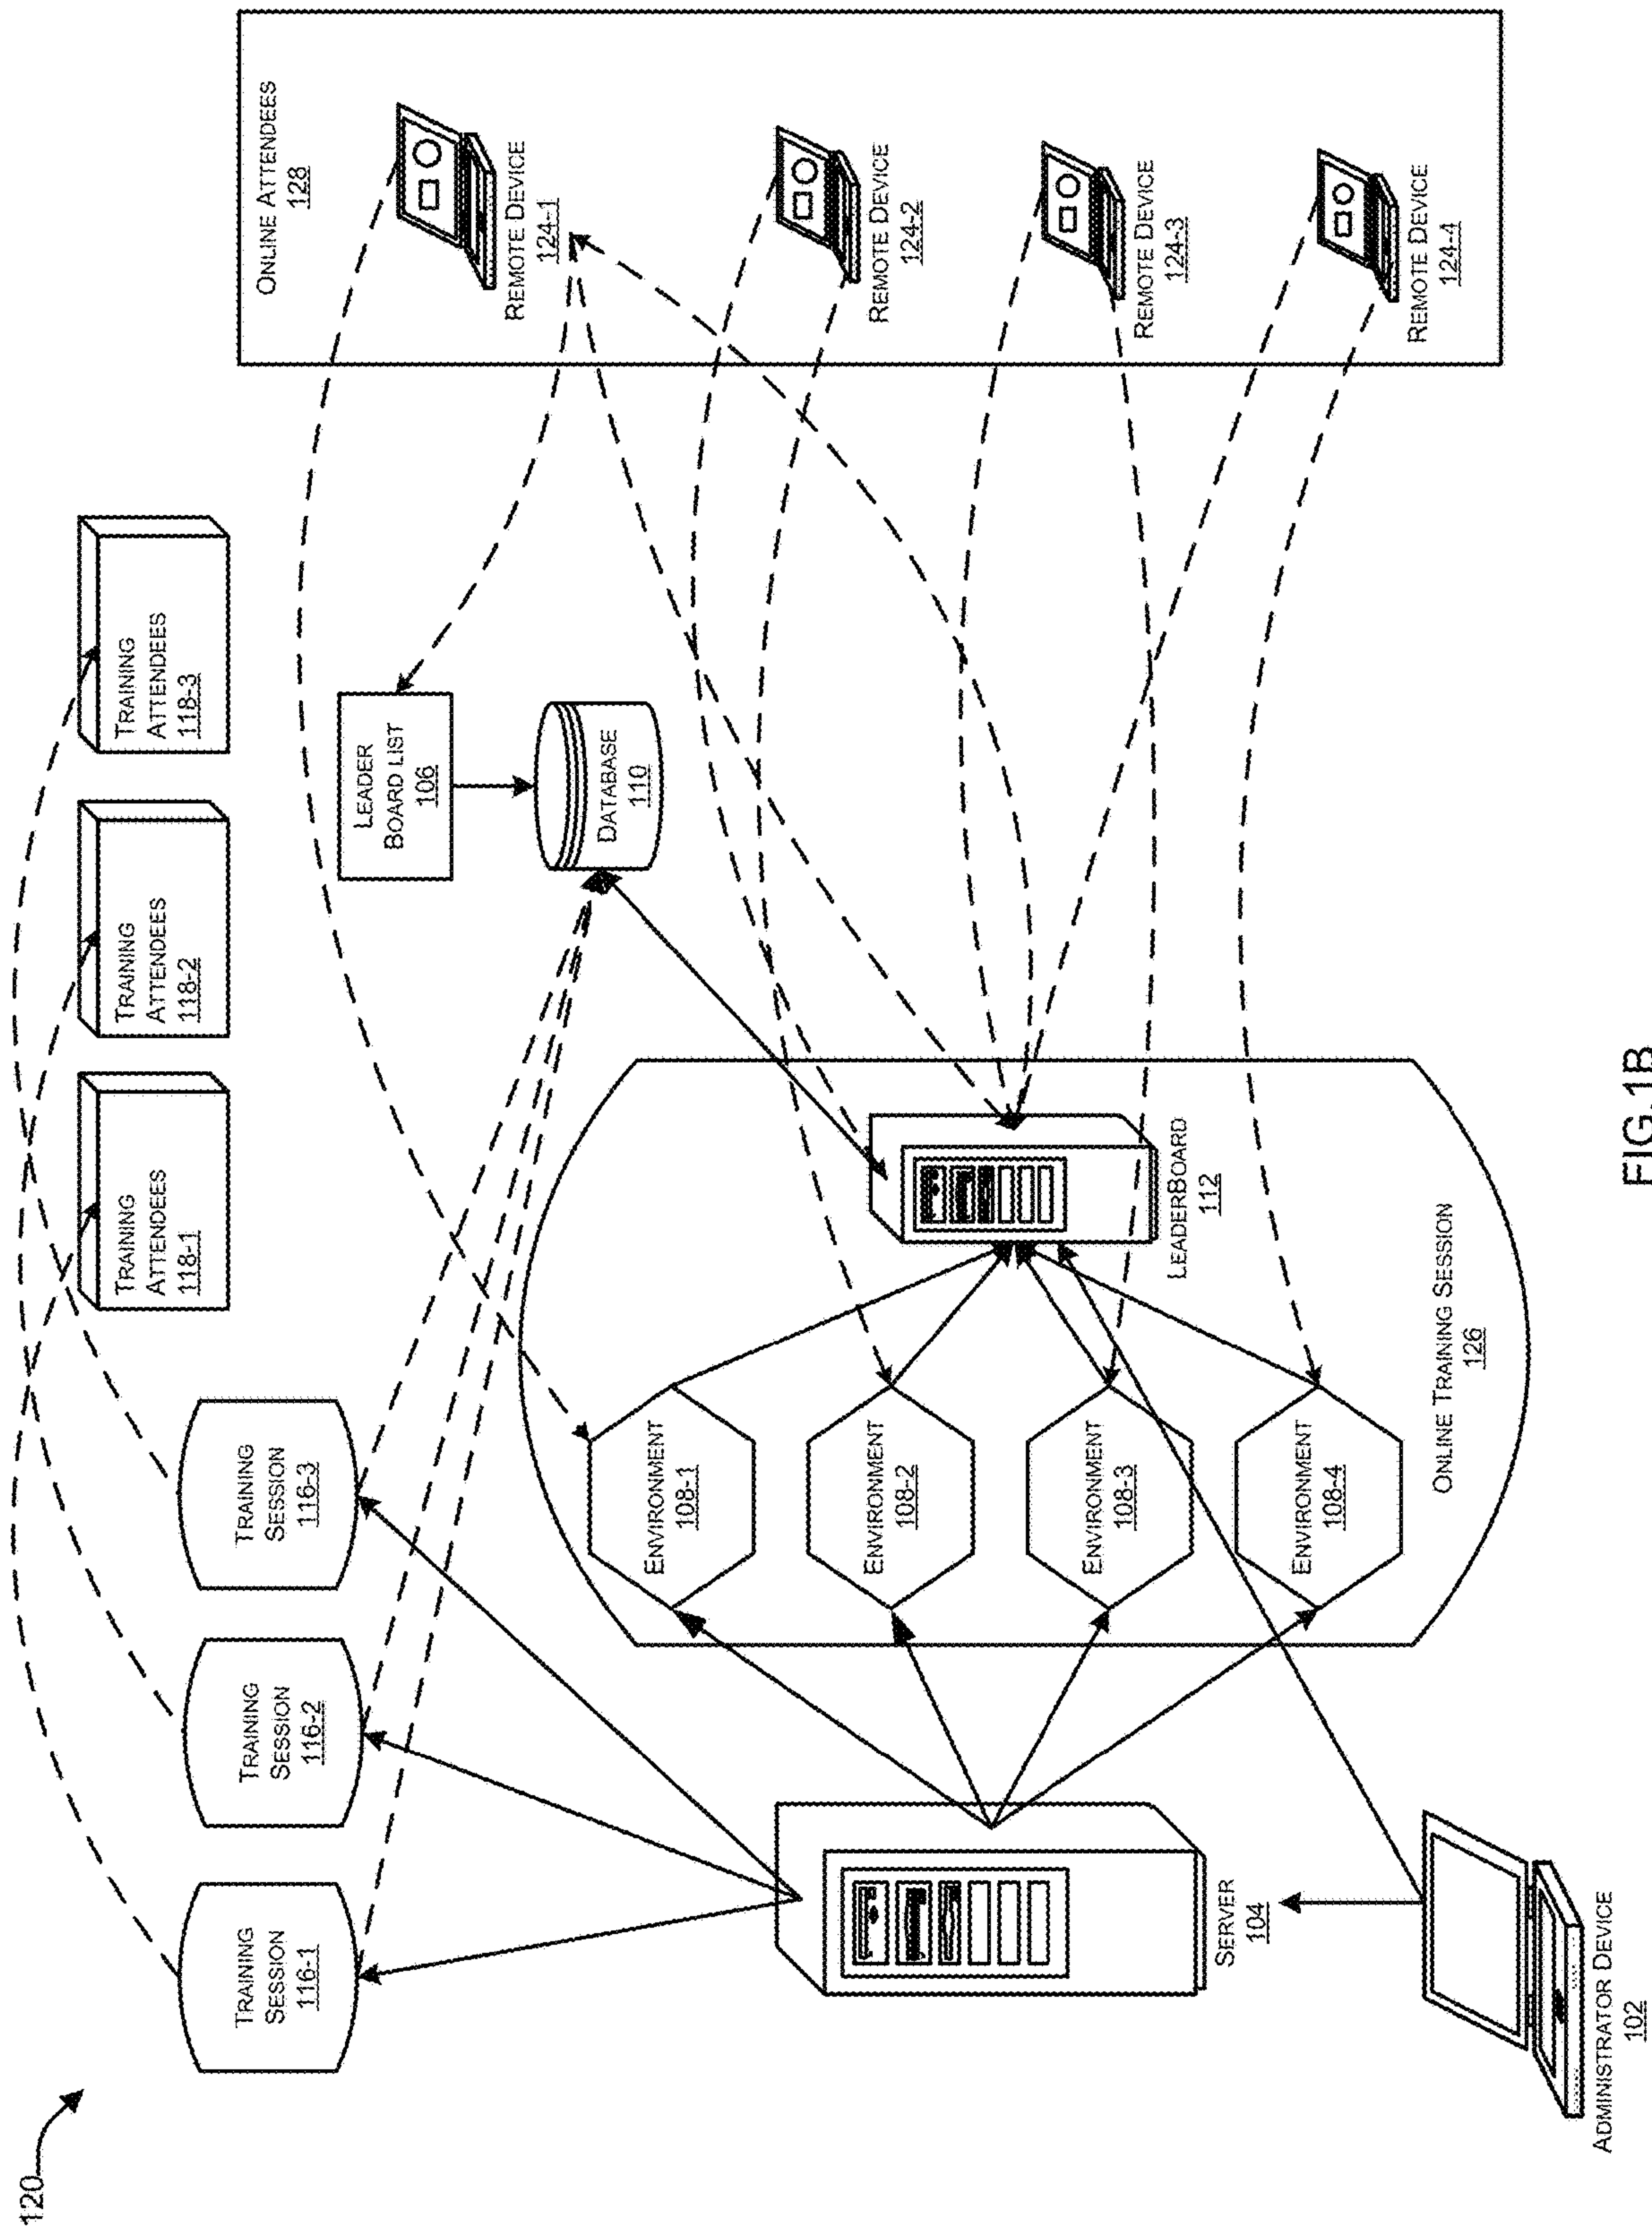 120
TRAINING
SESSION
116-1
TRAINING
SESSION
116-2
TRAINING
SESSION
116-3
TRAINING
ATTENDEES
118-1
TRAINING
ATTENDEES
118-2
TRAINING
ATTENDEES
118-3
LEADER
BOARD LIST
106
DATABASE
110
ONLINE ATTENDEES
128
REMOTE DEVICE
124-1
REMOTE DEVICE
124-2
REMOTE DEVICE
124-3
REMOTE DEVICE
124-4
ENVIRONMENT
108-1
ENVIRONMENT
108-2
ENVIRONMENT
108-3
ENVIRONMENT
108-4
LEADERBOARD
112
ONLINE TRAINING SESSION
126
SERVER
104
ADMINISTRATOR DEVICE
102
FIG.1B